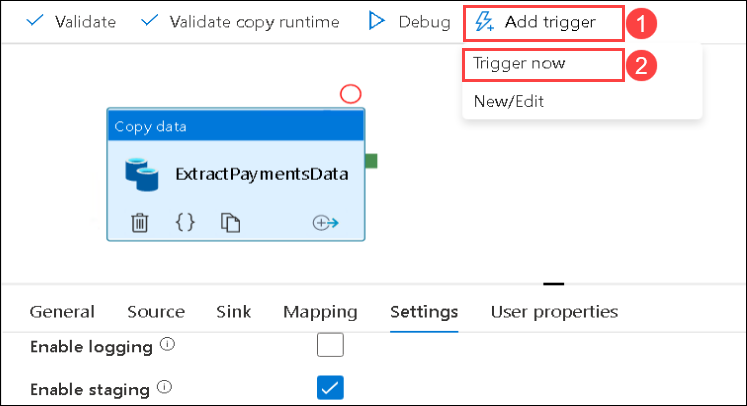 Validate Validate copy runtime Debug Add trigger 1
Trigger now 2
New/Edit
Copy data
ExtractPaymentsData
{}
General Source Sink Mapping Settings User properties
Enable logging
Enable staging